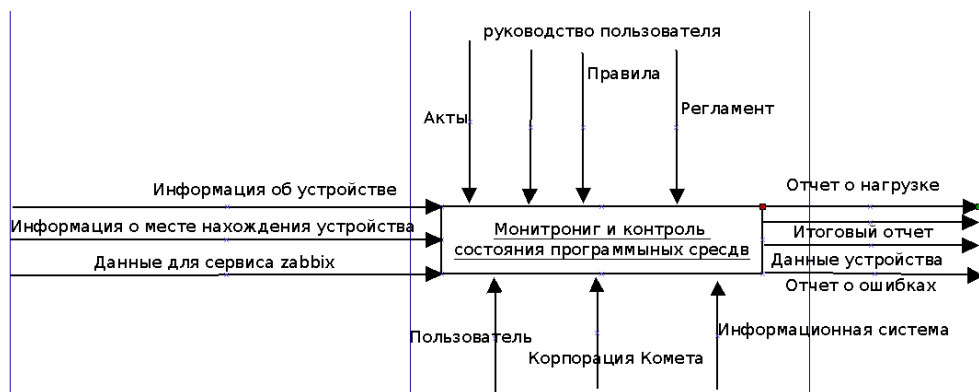 руководство пользователя
Правила
Регламент
Акты
Информация об устройстве
Информация о месте нахождения устройства
Данные для сервиса zabbix
Монитрониг и контроль
состояния программыных сресдв
Отчет о нагрузке
Итоговый отчет
Данные устройства
Отчет о ошибках
Пользователь
Корпорация Комета
Информационная система